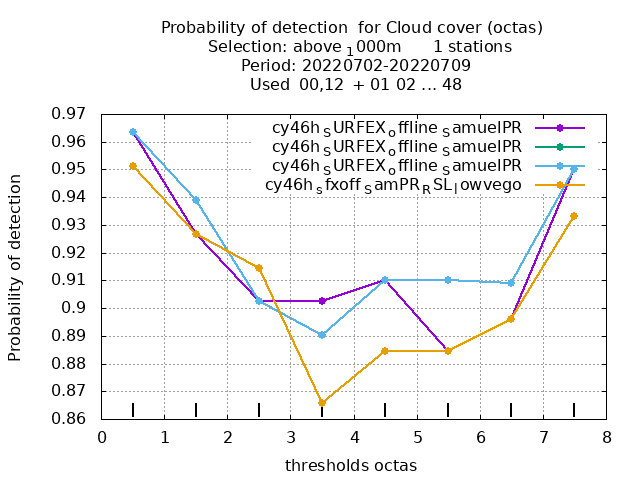 Probability of detection  for Cloud cover (octas)
Selection: above 1000m      1 stations
Period: 20220702-20220709
Used  00,12  + 01 02 ... 48
cy46h_SURFEX_offline_SamuelPR
cy46h_SURFEX_offline_SamuelPR
cy46h_SURFEX_offline_SamuelPR
cy46h_sfxoff_SamPR_RSL_lowvego
Probability of detection
0.97
0.96
0.95
0.94
0.93
0.92
0.91
0.9
0.89
0.88
0.87
0.86
0 1 2 3 4 5 6 7 8
thresholds octas